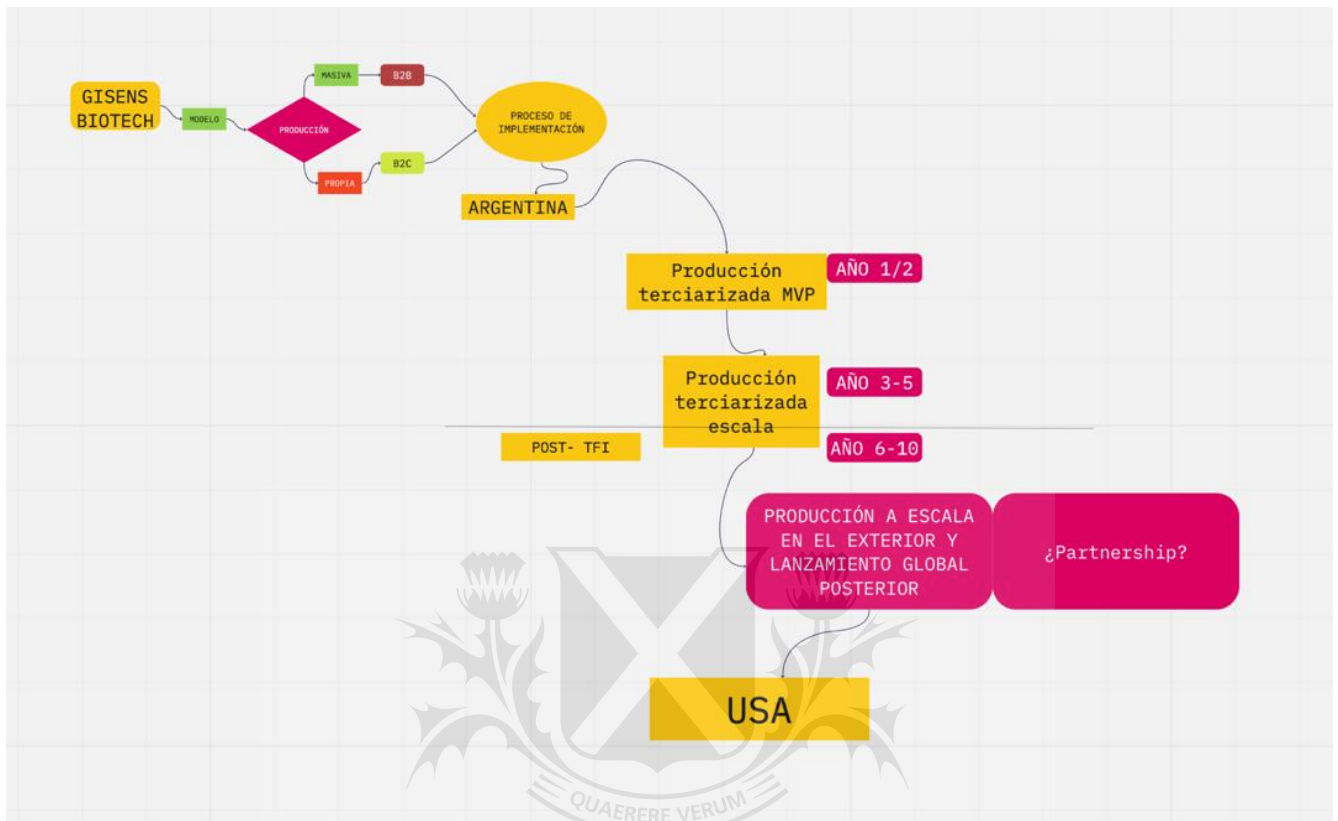 GISENS
BIOTECH
MODELO
PRODUCCIÓN
MASIVA
B2B
PROPIA
B2C
PROCESO DE
IMPLEMENTACIÓN
ARGENTINA
Producción
terciarizada MVP
AÑO 1/2
Producción
terciarizada
escala
AÑO 3-5
POST- TFI
AÑO 6-10
PRODUCCIÓN A ESCALA
EN EL EXTERIOR Y
LANZAMIENTO GLOBAL
POSTERIOR
¿Partnership?
USA
QUAERERE VERUM